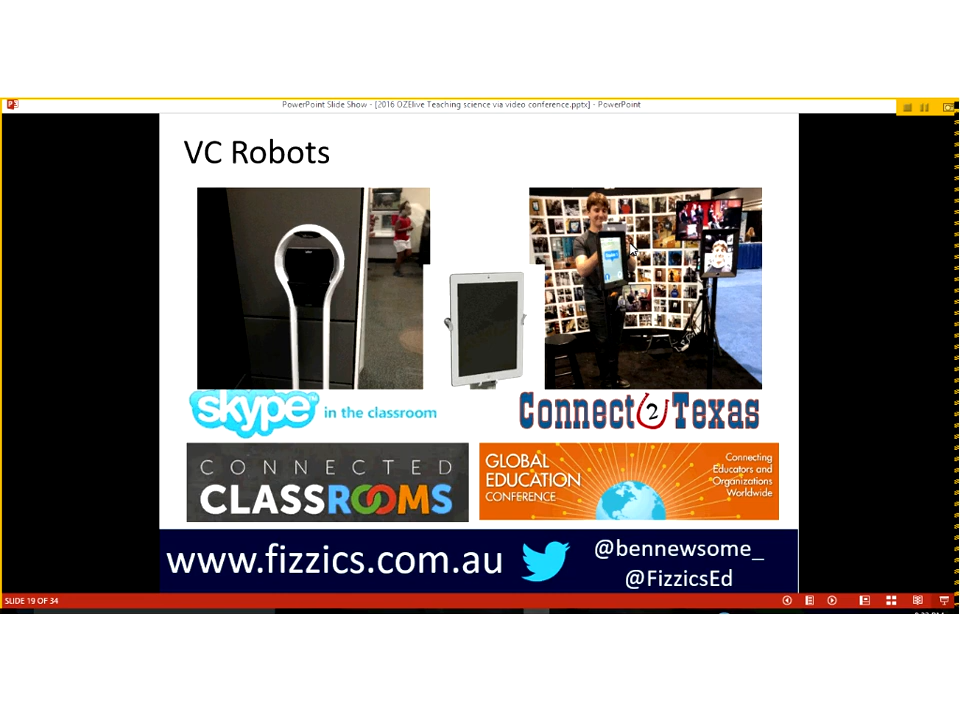 PowerPoint Slide Show - [2016 OZElive Teaching science via video conference.pptx] - PowerPoint
VC Robots
skype™ in the classroom
Connect 2 Texas
CONNECTED
CLASSROOMS
GLOBAL
EDUCATION
CONFERENCE
Connecting
Educators and
Organizations
Worldwide
www.fizzics.com.au
@bennewsome_
@FizzicsEd
SLIDE 19 OF 34